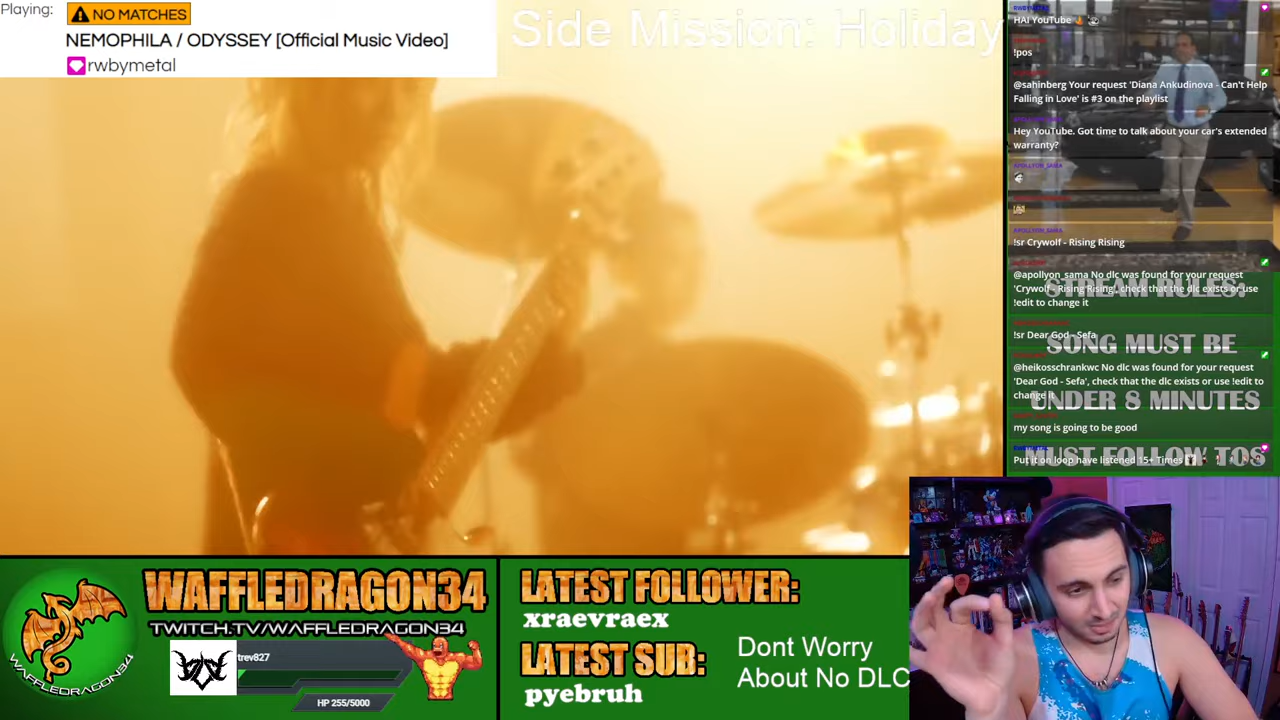 Playing:
NO MATCHES
NEMOPHILA / ODYSSEY [Official Music Video]
rwbymetal
Side Mission: Holiday
RWBYMETAL
HAI YouTube
!pos
@sahinberg Your request 'Diana Ankudinova - Can't Help
Falling in Love' is #3 on the playlist
Hey YouTube. Got time to talk about your car's extended
warranty?
APOLLYON_SAMA
APOLLYON_SAMA
!sr Crywolf - Rising Rising
@apollyon_sama No dlc was found for your request
'Crywolf - Rising Rising', check that the dlc exists or use
!edit to change it
STREAM RULES:
!sr Dear God - Sefa
SONG MUST BE
@heikosschrankwc No dlc was found for your request
'Dear God - Sefa', check that the dlc exists or use !edit to
change it
UNDER 8 MINUTES
my song is going to be good
RWBYMETAL
Put it on loop have listened 15+ Times
MUST FOLLOW TOS
WAFFLEDRAGON34
TWITCH.TV/WAFFLEDRAGON34
WAFFLEDRAGON34
trev827
HP 255/5000
LATEST FOLLOWER:
xraevraex
LATEST SUB:
pyebruh
Dont Worry
About No DLC